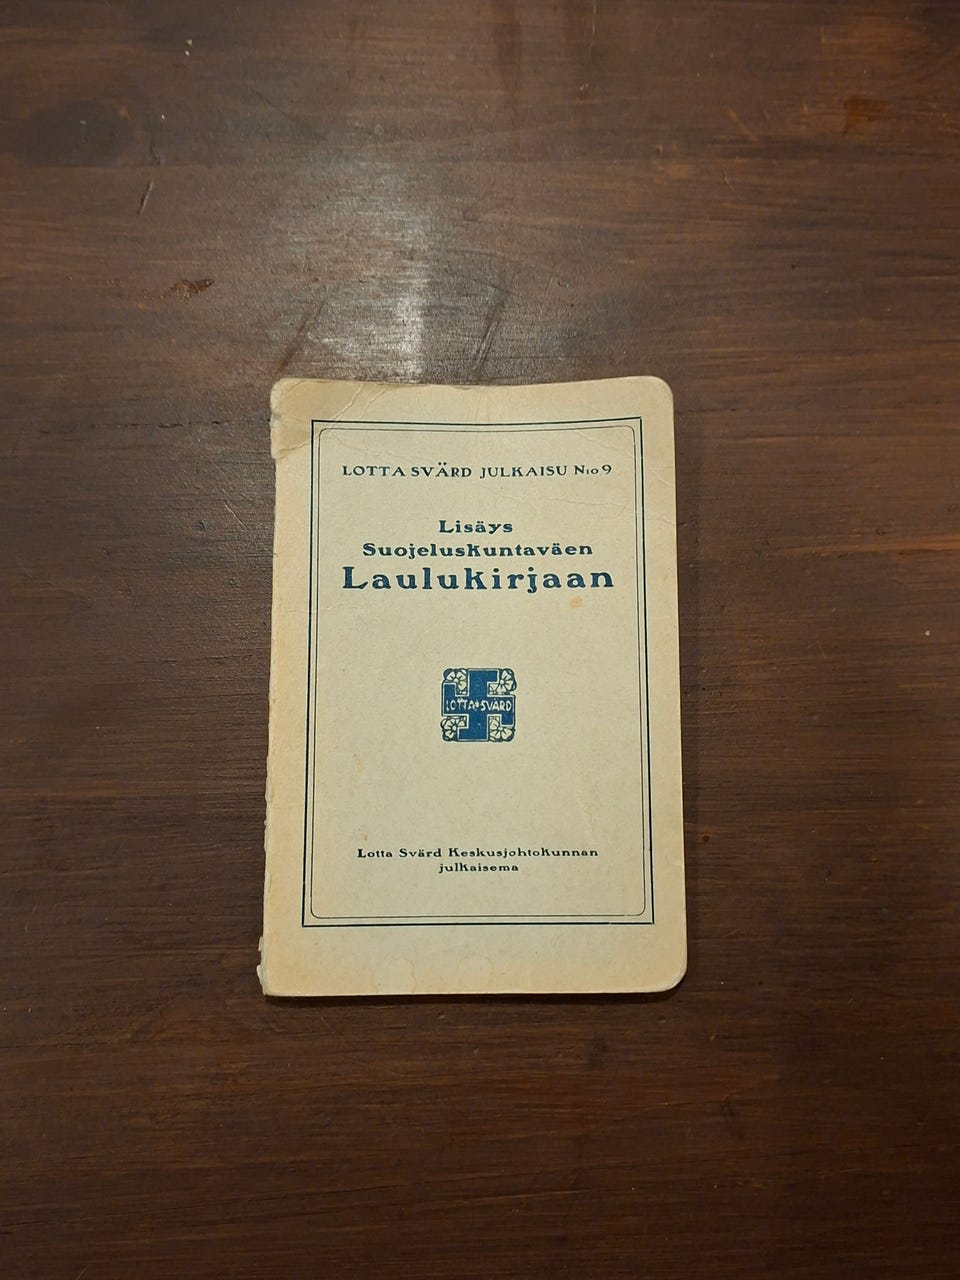 LOTTA SVÄRD JULKAISU N:o 9
Lisäys
Suojeluskuntaväen
Laulukirjaan
LOTTA SVÄRD
Lotta Svärd Keskusjohtokunnan
julkaisema